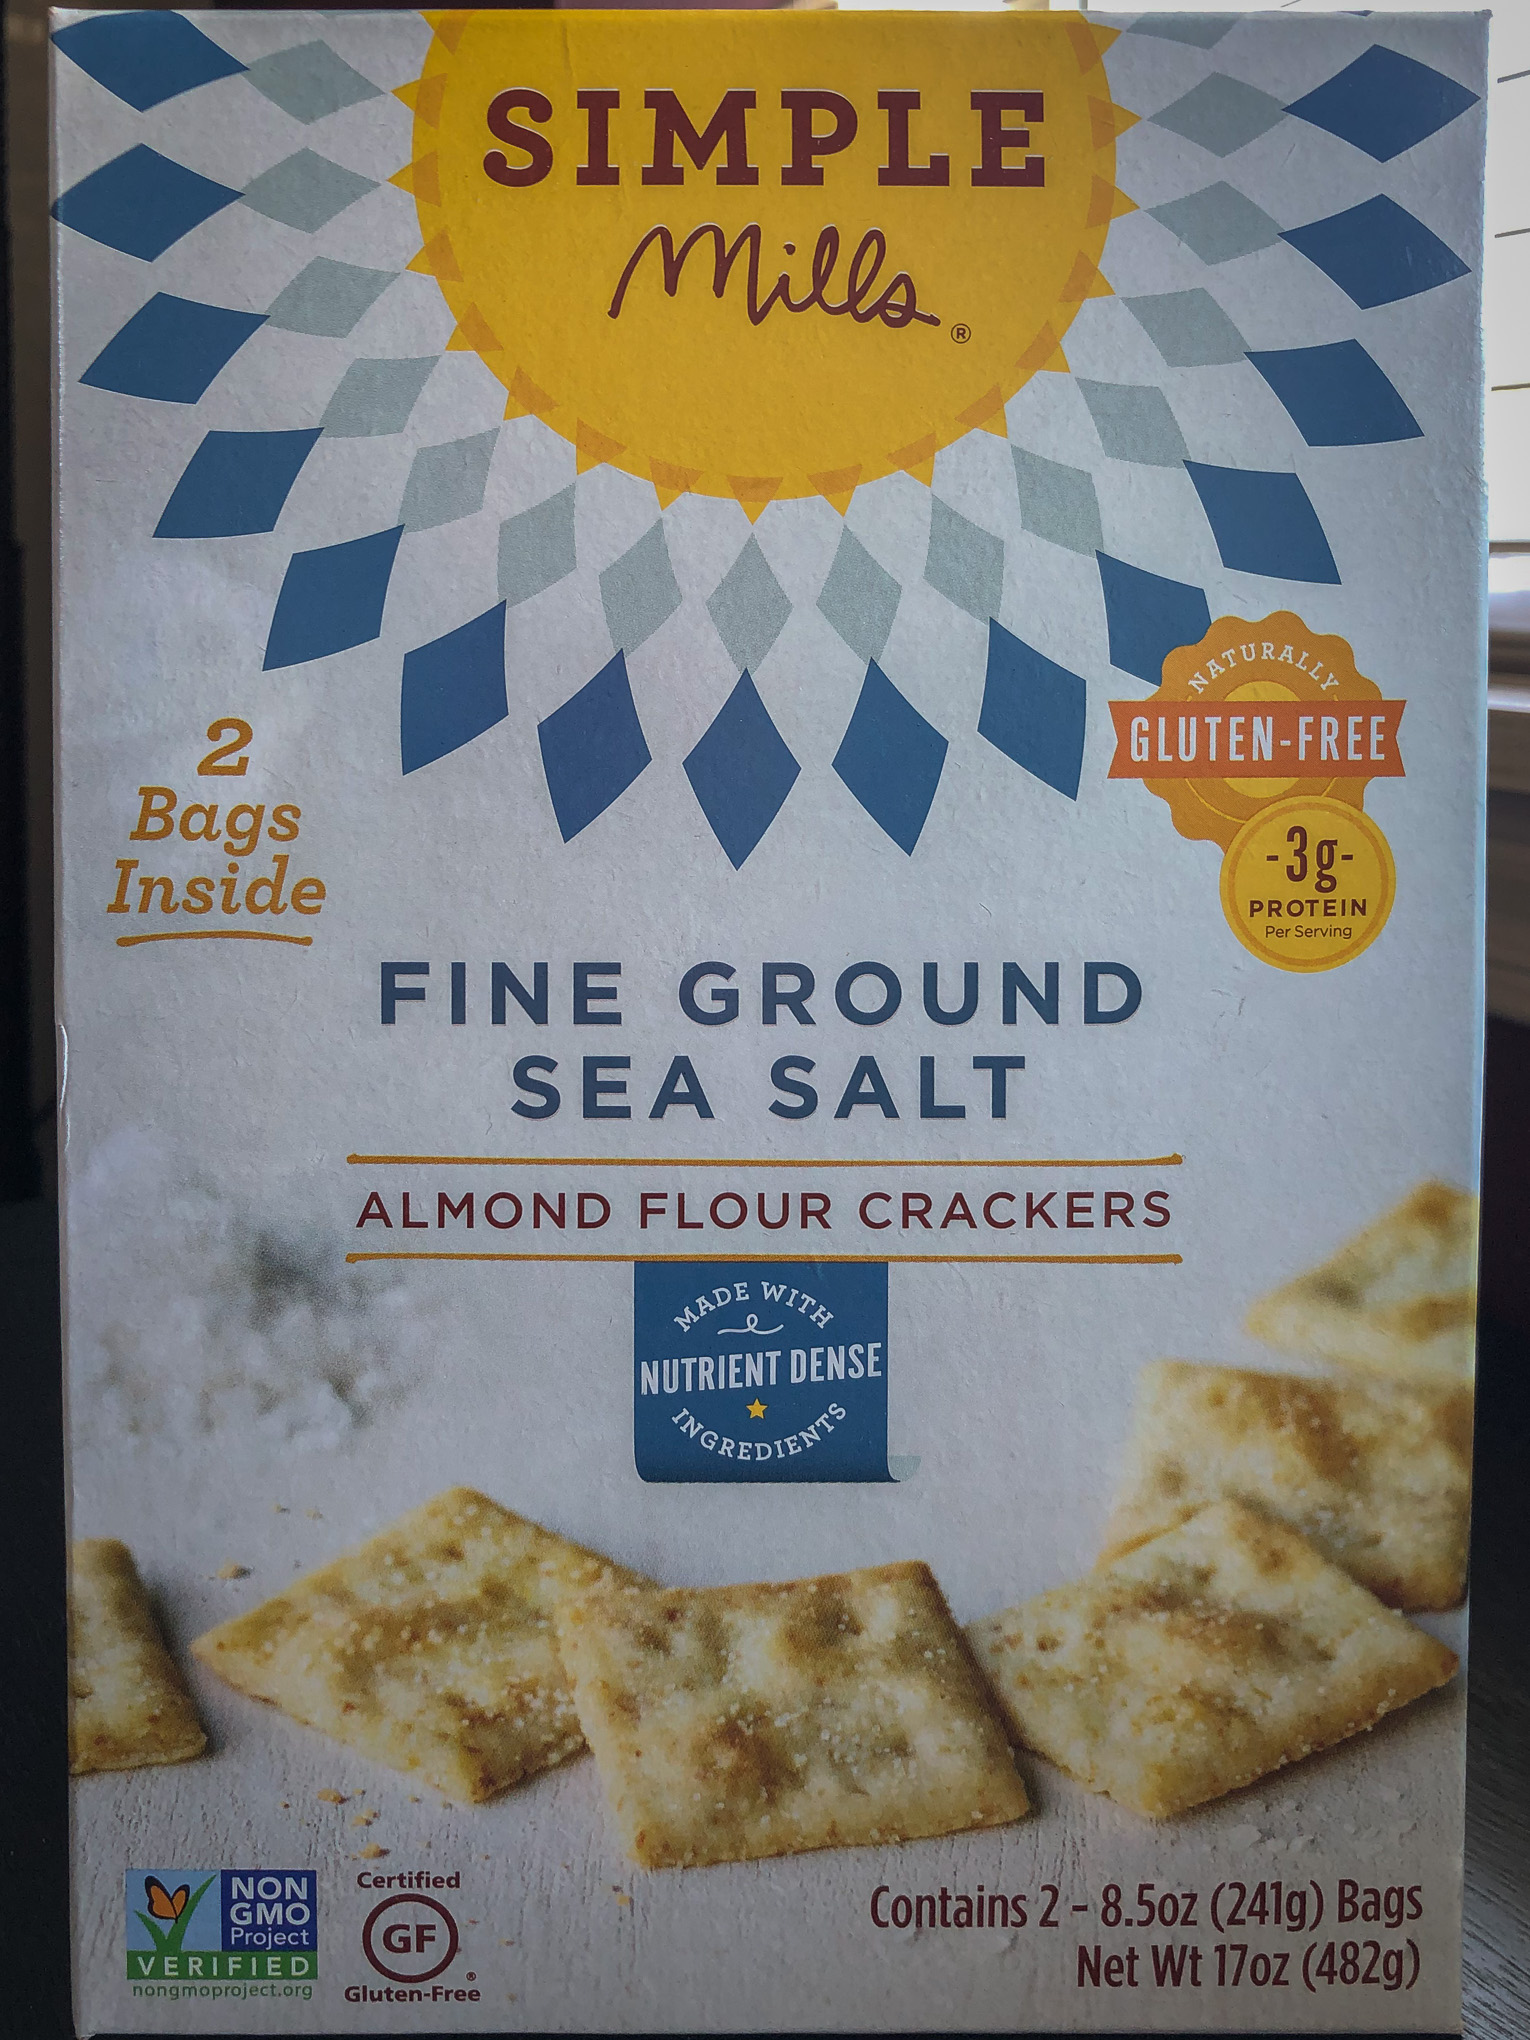 SIMPLE
Mills®
NATURALLY
GLUTEN-FREE
-3g-
PROTEIN
Per Serving
2
Bags
Inside
FINE GROUND
SEA SALT
ALMOND FLOUR CRACKERS
MADE WITH
NUTRIENT DENSE
INGREDIENTS
NON
GMO
Project
VERIFIED
nongmoproject.org
Certified
GF®
Gluten-Free
Contains 2 - 8.5oz (241g) Bags
Net Wt 17oz (482g)